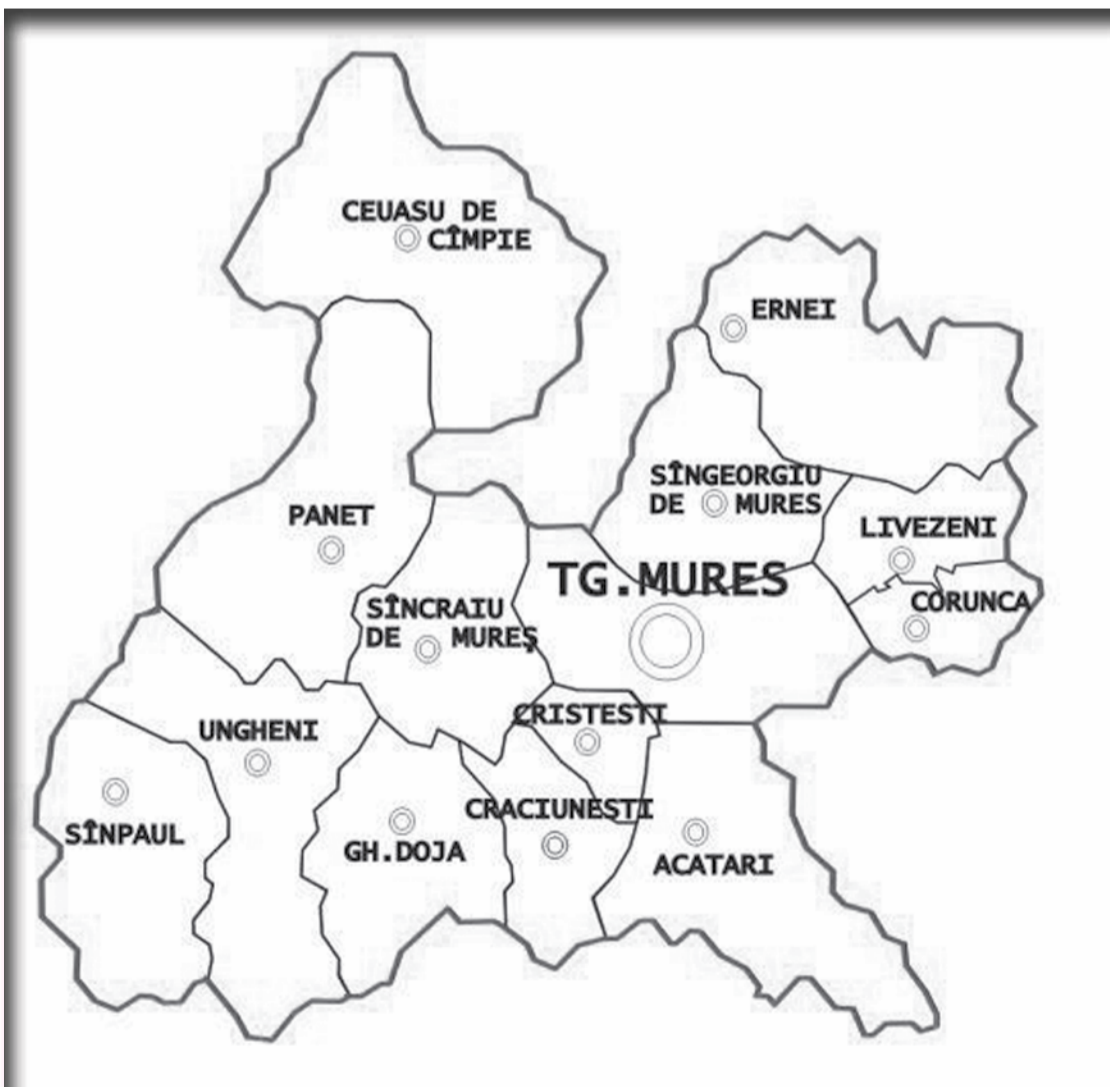 CEUASU DE
CÎMPIE
ERNEI
SÎNGEORGIU
DE MURES
PANET
LIVEZENI
TG.MURES
CORUNCA
SÎNCRAIU
DE MUREŞ
CRISTESTI
UNGHENI
CRACIUNESTI
SÎNPAUL
GH.DOJA
ACATARI